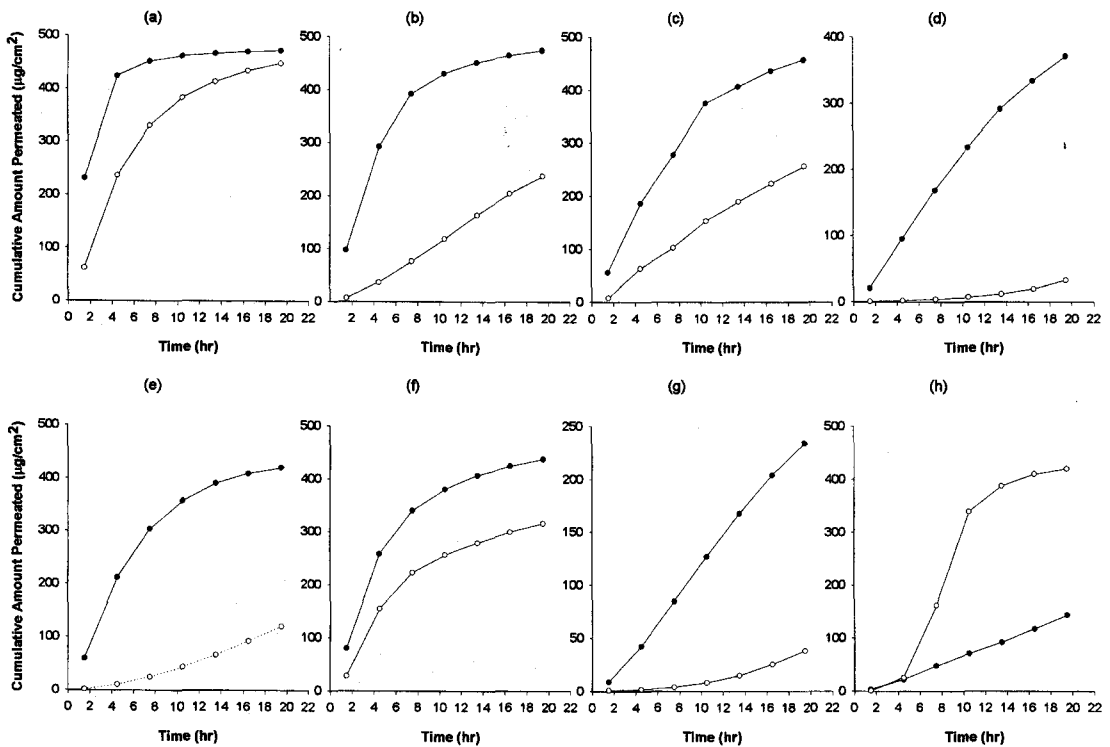 (a) (b) (c) (d)
Cumulative Amount Permeated (µg/cm2)
500 400 300 200 100 0
500 400 300 200 100 0
500 400 300 200 100 0
400 300 200 100 0
0 2 4 6 8 10 12 14 16 18 20 22
0 2 4 6 8 10 12 14 16 18 20 22
0 2 4 6 8 10 12 14 16 18 20 22
0 2 4 6 8 10 12 14 16 18 20 22
Time (hr) Time (hr) Time (hr) Time (hr)
(e) (f) (g) (h)
Cumulative Amount Permeated (µg/cm2)
500 400 300 200 100 0
500 400 300 200 100 0
250 200 150 100 50 0
500 400 300 200 100 0
0 2 4 6 8 10 12 14 16 18 20 22
0 2 4 6 8 10 12 14 16 18 20 22
0 2 4 6 8 10 12 14 16 18 20 22
0 2 4 6 8 10 12 14 16 18 20 22
Time (hr) Time (hr) Time (hr) Time (hr)